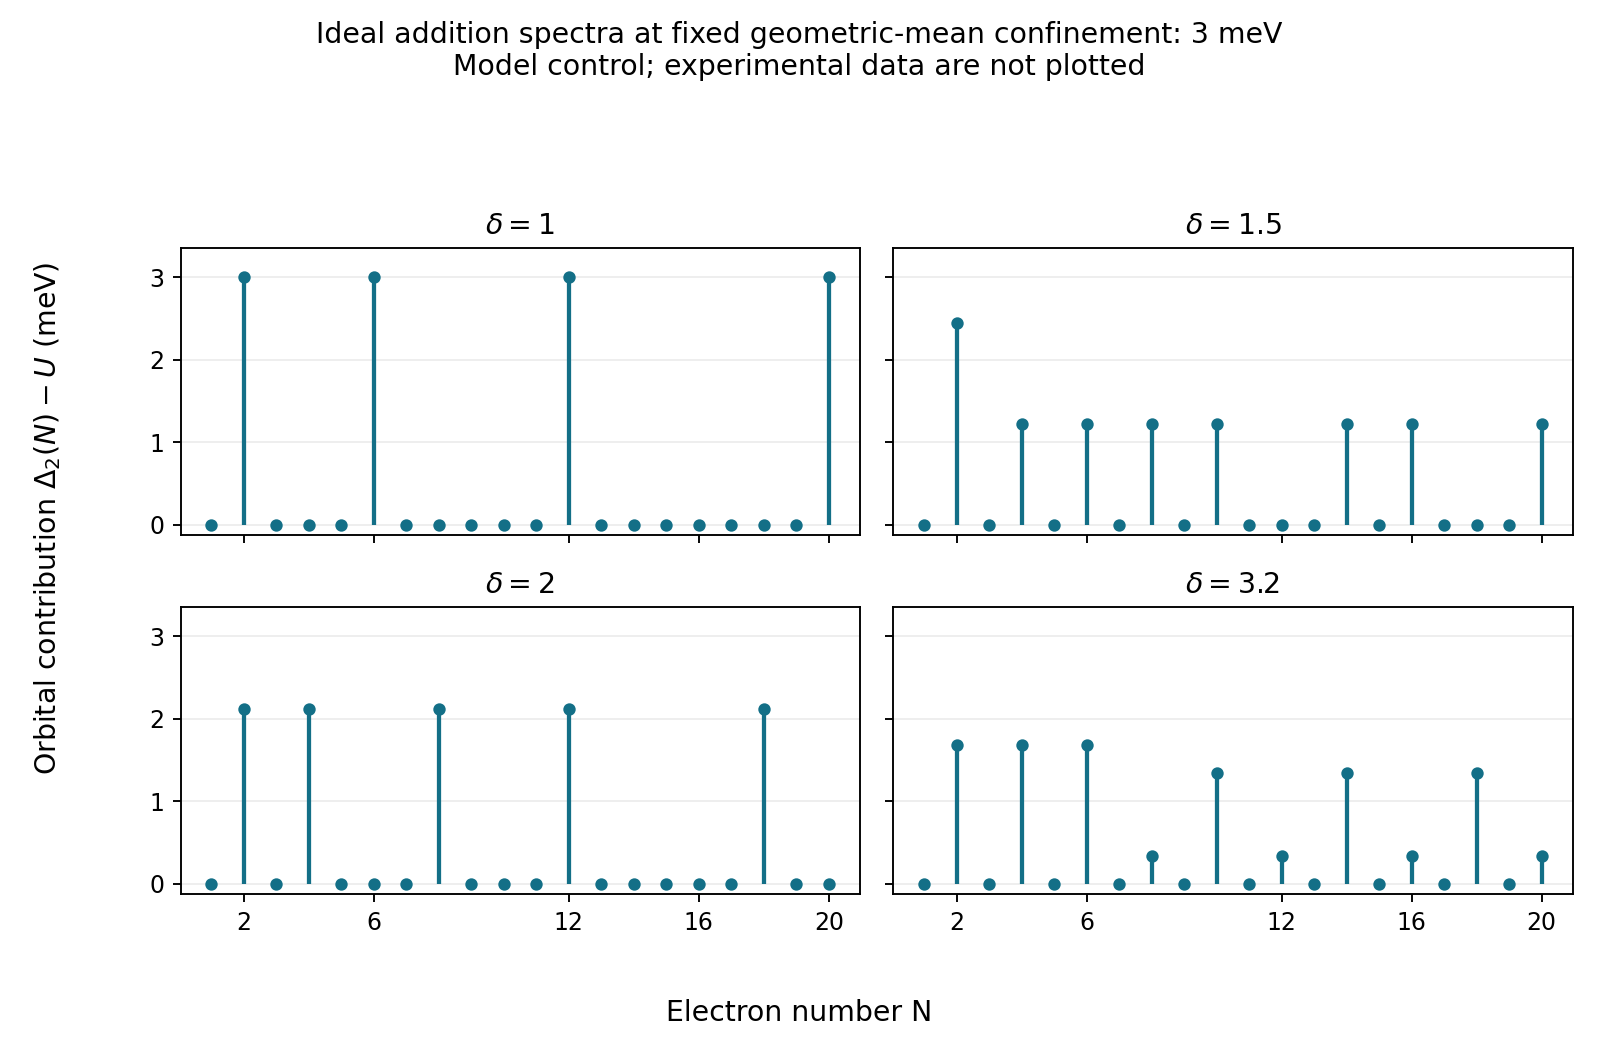 Ideal addition spectra at fixed geometric-mean confinement: 3 meV
Model control; experimental data are not plotted
Orbital contribution Δ₂(N) − U (meV)
δ = 1
3
2
1
0
δ = 1.5
δ = 2
3
2
1
0
2 6 12 16 20
δ = 3.2
2 6 12 16 20
Electron number N